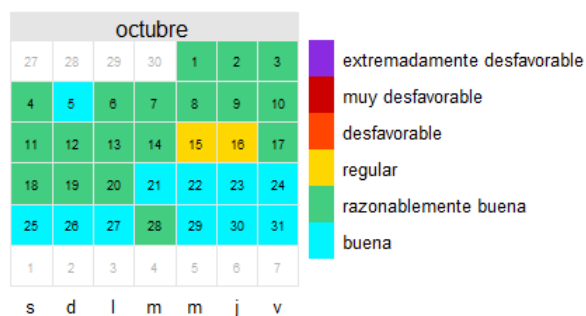 octubre
27 28 29 30 1 2 3
4 5 6 7 8 9 10
11 12 13 14 15 16 17
18 19 20 21 22 23 24
25 26 27 28 29 30 31
1 2 3 4 5 6 7
s d l m m j v
extremadamente desfavorable
muy desfavorable
desfavorable
regular
razonablemente buena
buena